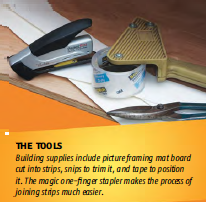 THE TOOLS
Building supplies include picture framing mat board
cut into strips, snips to trim it, and tape to position
it. The magic one-finger stapler makes the process of
joining strips much easier.